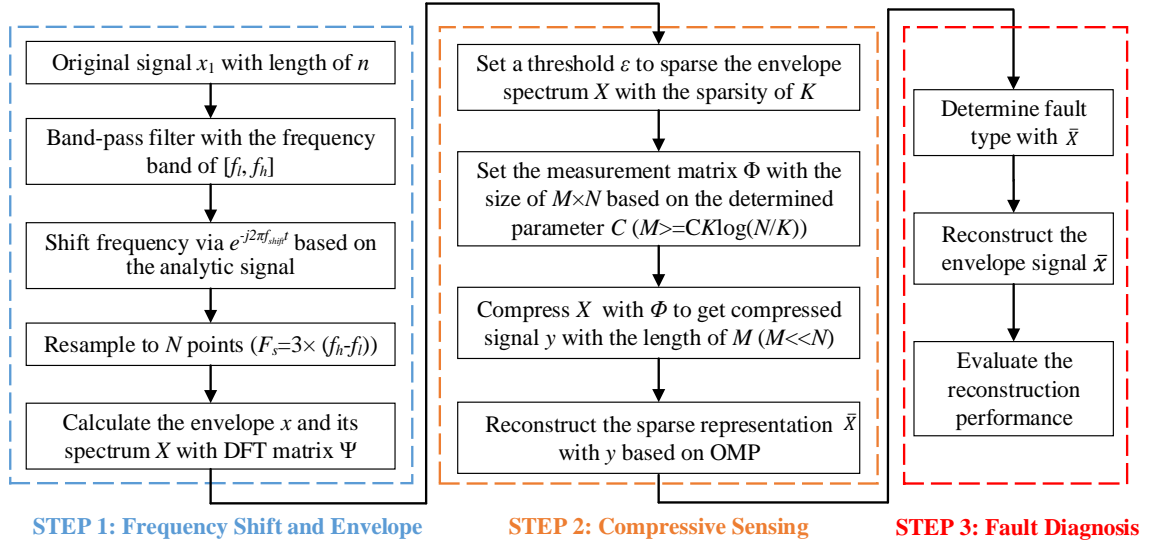 Original signal x₁ with length of n
Band-pass filter with the frequency
band of [fₗ, fₕ]
Shift frequency via e^{-j2πf_{shift}t} based on
the analytic signal
Resample to N points (Fₛ=3× (fₕ-fₗ))
Calculate the envelope x and its
spectrum X with DFT matrix Ψ
STEP 1: Frequency Shift and Envelope
Set a threshold ε to sparse the envelope
spectrum X with the sparsity of K
Set the measurement matrix Φ with the
size of M×N based on the determined
parameter C (M>=CKlog(N/K))
Compress X with Φ to get compressed
signal y with the length of M (M<<N)
Reconstruct the sparse representation X̄
with y based on OMP
STEP 2: Compressive Sensing
Determine fault
type with X̄
Reconstruct the
envelope signal x̄
Evaluate the
reconstruction
performance
STEP 3: Fault Diagnosis